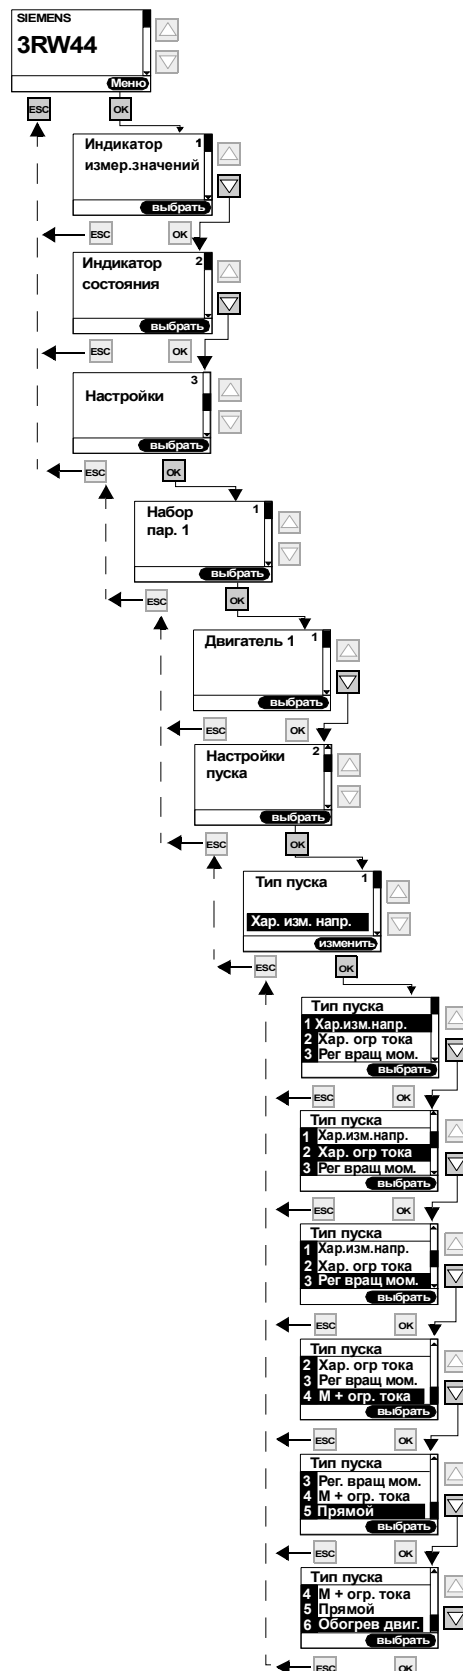 SIEMENS
3RW44
Меню
ESC
OK
Индикатор 1
измер.значений
выбрать
ESC
OK
Индикатор 2
состояния
выбрать
ESC
OK
3
Настройки
выбрать
ESC
OK
Набор 1
пар. 1
выбрать
ESC
OK
Двигатель 1 1
выбрать
ESC
OK
Настройки 2
пуска
выбрать
ESC
OK
Тип пуска 1
Хар. изм. напр.
изменить
ESC
OK
Тип пуска
1 Хар.изм.напр.
2 Хар. огр тока
3 Рег вращ мом.
выбрать
ESC
OK
Тип пуска
1 Хар.изм.напр.
2 Хар. огр тока
3 Рег вращ мом.
выбрать
ESC
OK
Тип пуска
1 Хар.изм.напр.
2 Хар. огр тока
3 Рег вращ мом.
выбрать
ESC
OK
Тип пуска
2 Хар. огр тока
3 Рег вращ мом.
4 М + огр. тока
выбрать
ESC
OK
Тип пуска
3 Рег. вращ мом.
4 М + огр. тока
5 Прямой
выбрать
ESC
OK
Тип пуска
4 М + огр. тока
5 Прямой
6 Обогрев двиг.
выбрать
ESC
OK